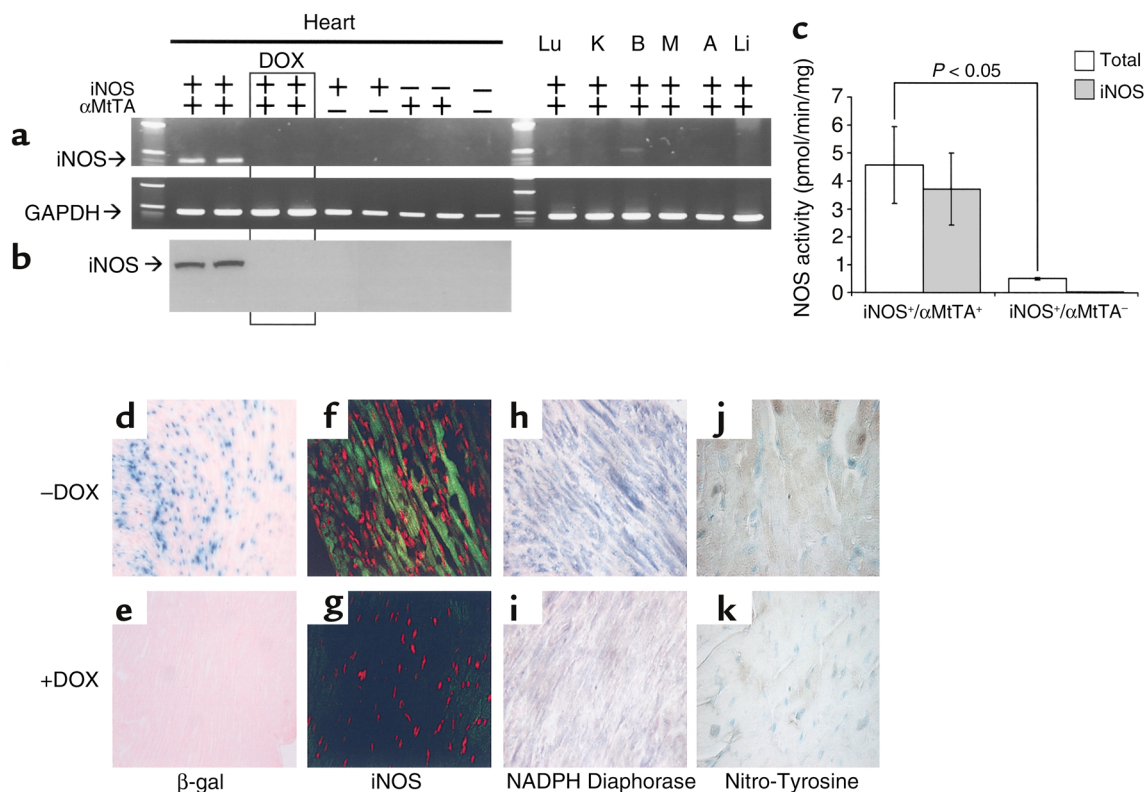 Heart
DOX
iNOS + + + + + + – – –
αMtTA + + + + – – + + –
Lu K B M A Li
+ + + + + +
+ + + + + +
a
iNOS→
GAPDH→
b
iNOS →
c
Total
iNOS
P < 0.05
NOS activity (pmol/min/mg)
7
6
5
4
3
2
1
0
iNOS⁺/αMtTA⁺ iNOS⁺/αMtTA⁻
d f h j
–DOX
e g i k
+DOX
β-gal iNOS NADPH Diaphorase Nitro-Tyrosine